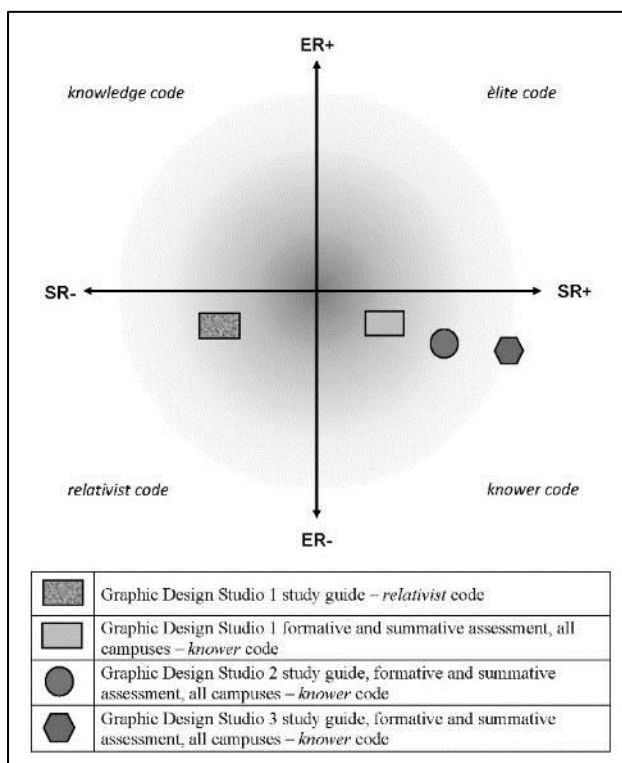 ER+
knowledge code
èlite code
SR-
SR+
relativist code
knower code
ER-
Graphic Design Studio 1 study guide – relativist code
Graphic Design Studio 1 formative and summative assessment, all
campuses – knower code
Graphic Design Studio 2 study guide, formative and summative
assessment, all campuses – knower code
Graphic Design Studio 3 study guide, formative and summative
assessment, all campuses – knower code